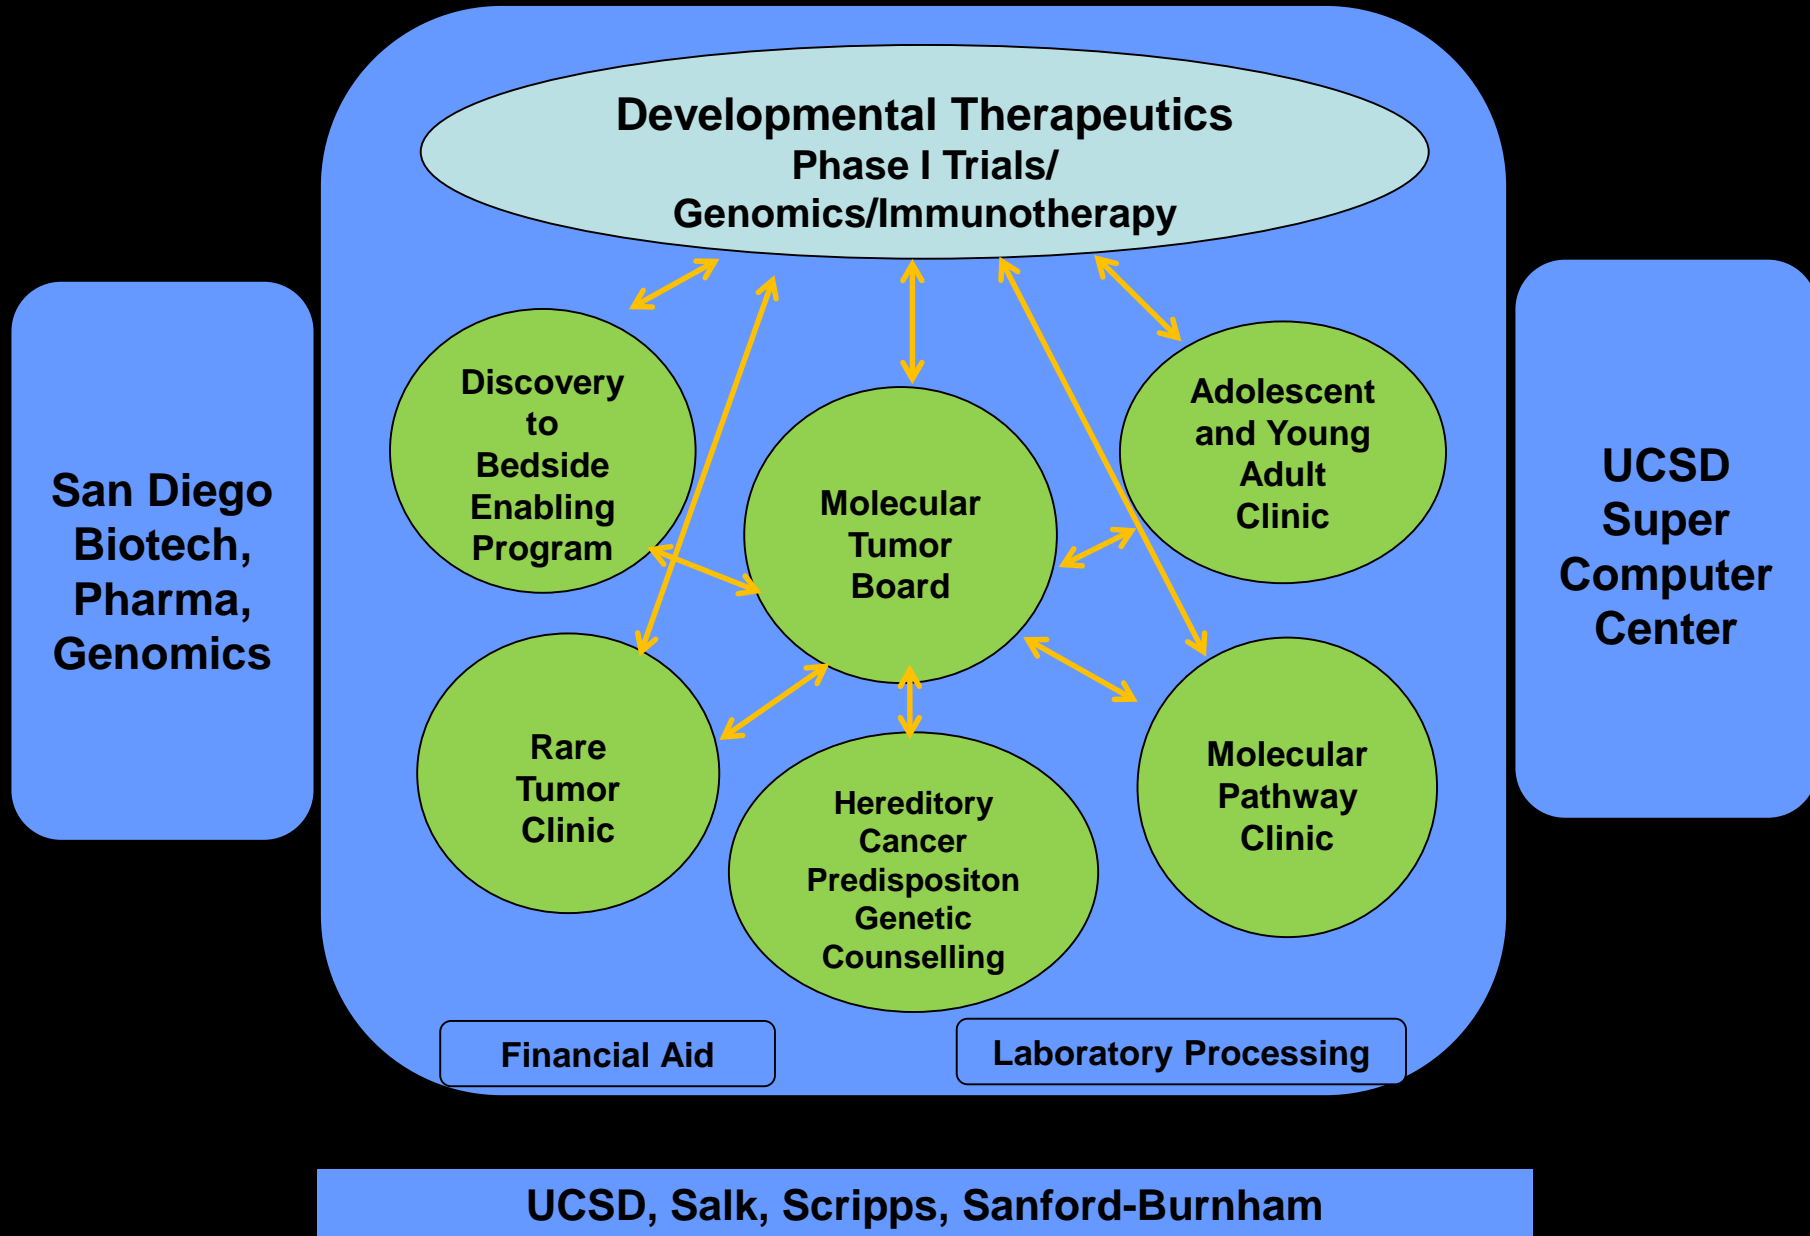 Developmental Therapeutics
Phase I Trials/
Genomics/Immunotherapy
San Diego
Biotech,
Pharma,
Genomics
Discovery
to
Bedside
Enabling
Program
Molecular
Tumor
Board
Adolescent
and Young
Adult
Clinic
UCSD
Super
Computer
Center
Rare
Tumor
Clinic
Hereditory
Cancer
Predispositon
Genetic
Counselling
Molecular
Pathway
Clinic
Financial Aid
Laboratory Processing
UCSD, Salk, Scripps, Sanford-Burnham